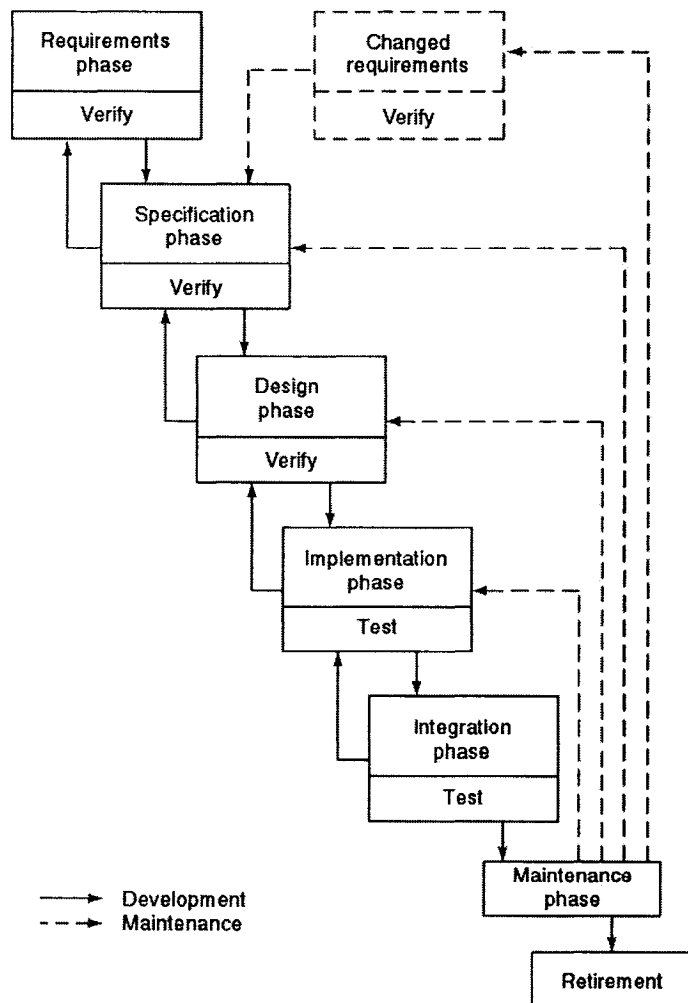 Requirements
phase
Verify
Changed
requirements
Verify
Specification
phase
Verify
Design
phase
Verify
Implementation
phase
Test
Integration
phase
Test
Maintenance
phase
Development
Maintenance
Retirement